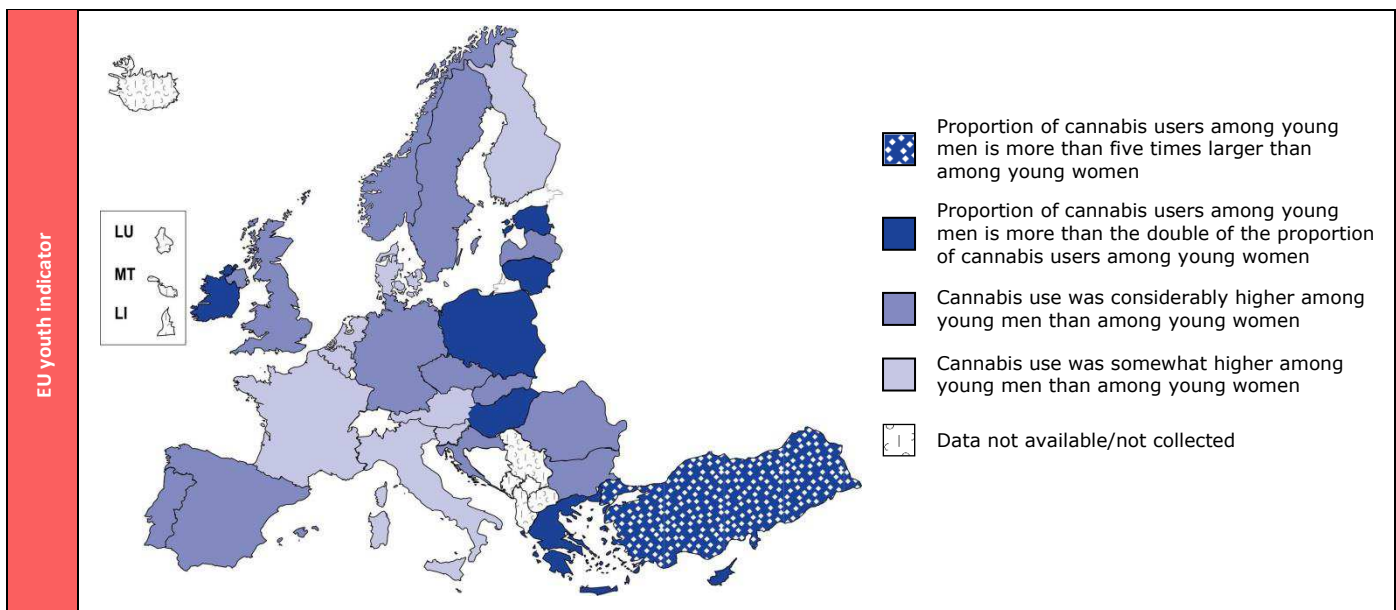 EU youth indicator
LU
MT
LI
Proportion of cannabis users among young
men is more than five times larger than
among young women
Proportion of cannabis users among young
men is more than the double of the proportion
of cannabis users among young women
Cannabis use was considerably higher among
young men than among young women
Cannabis use was somewhat higher among
young men than among young women
Data not available/not collected